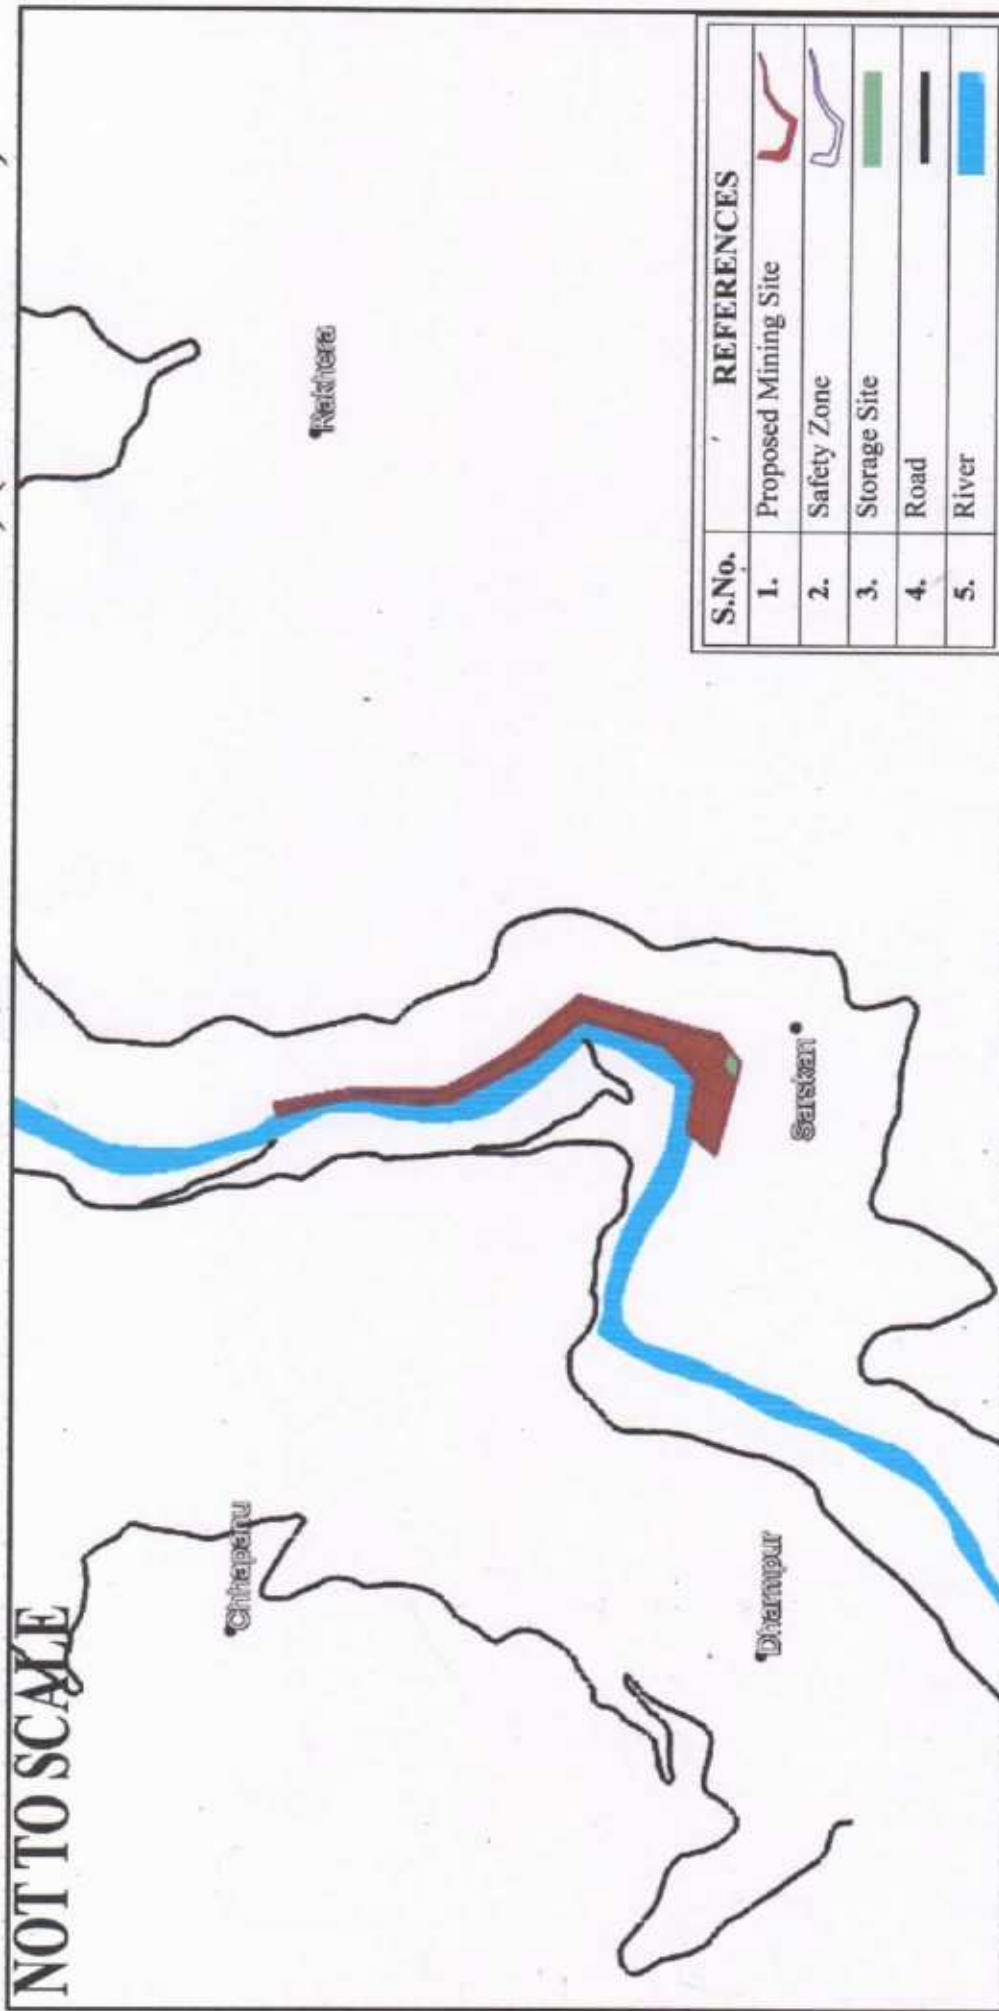 NOT TO SCALE
Chhapanu
Rakhera
Dharmpur
Sarskan
S.No. REFERENCES
1. Proposed Mining Site
2. Safety Zone
3. Storage Site
4. Road
5. River